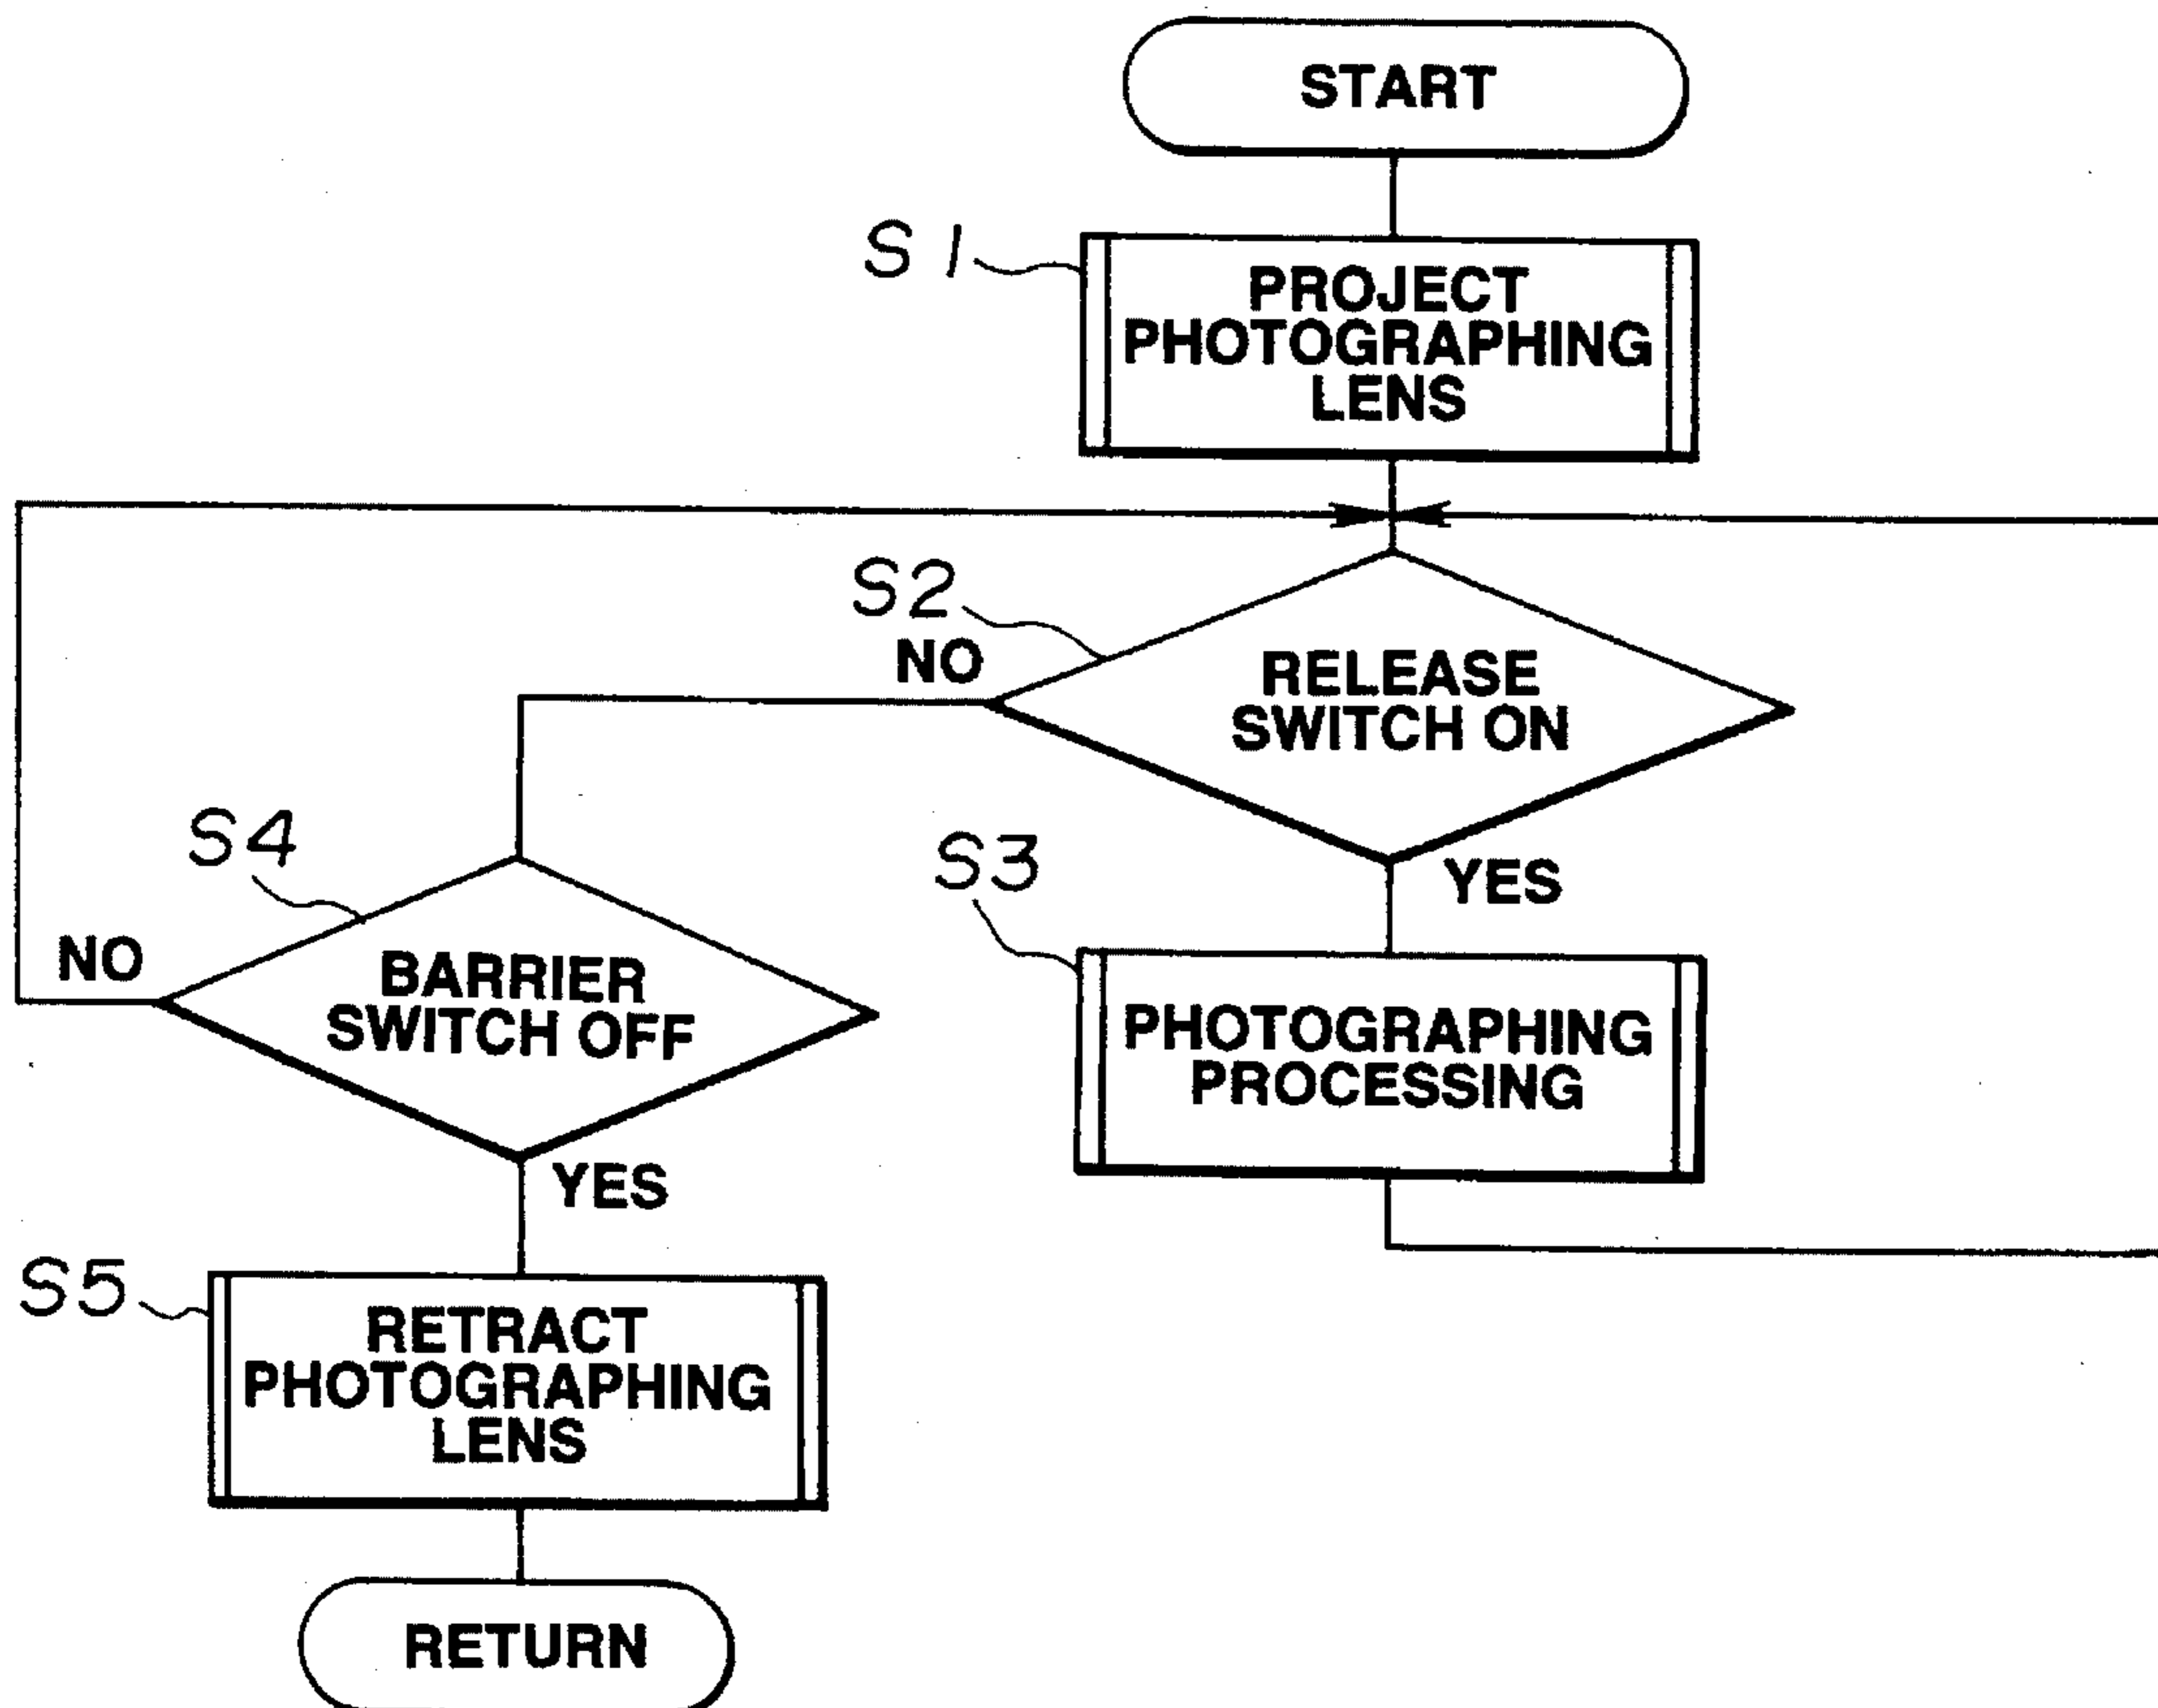 START
S1
PROJECT
PHOTOGRAPHING
LENS
S2
NO
RELEASE
SWITCH ON
YES
S4
NO
BARRIER
SWITCH OFF
YES
S3
PHOTOGRAPHING
PROCESSING
S5
RETRACT
PHOTOGRAPHING
LENS
RETURN